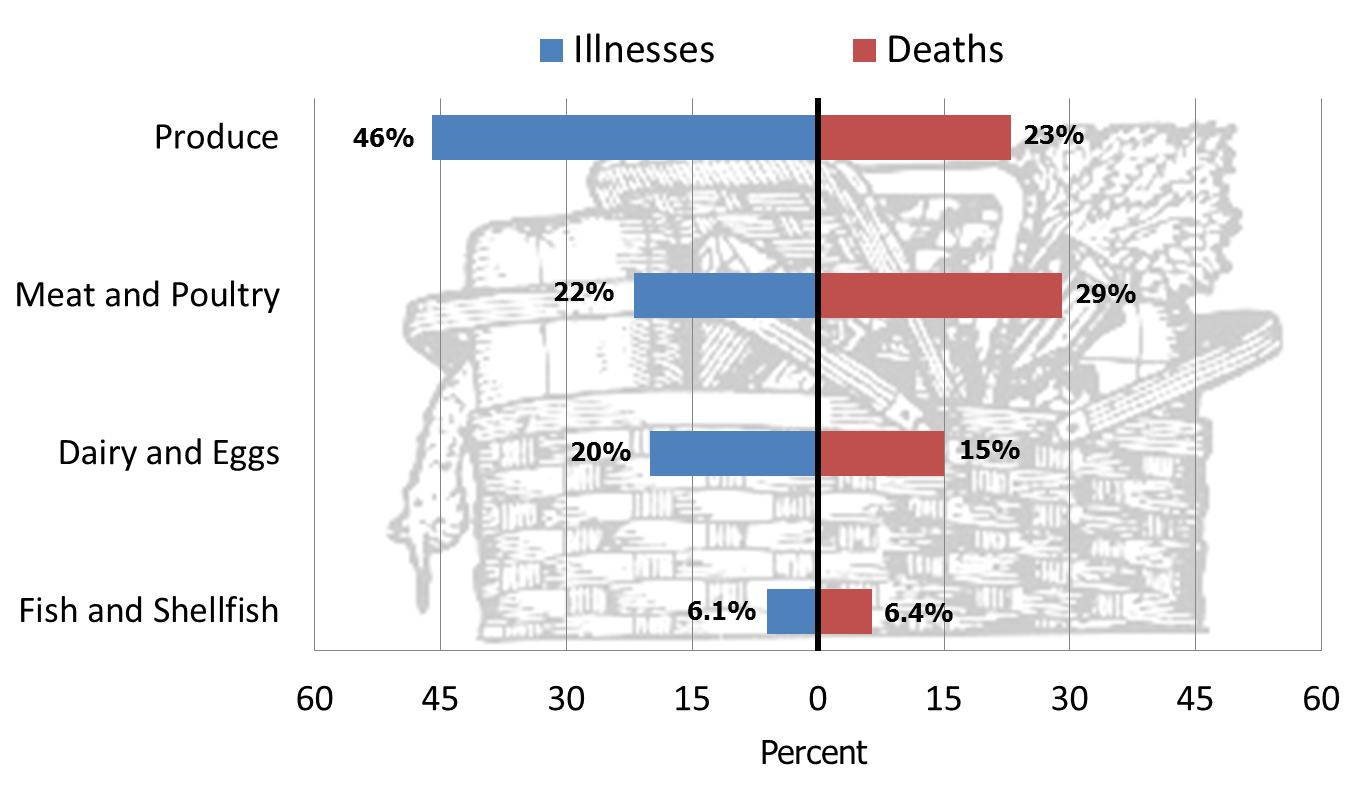 Illnesses Deaths
Produce 46% 23%
Meat and Poultry 22% 29%
Dairy and Eggs 20% 15%
Fish and Shellfish 6.1% 6.4%
60 45 30 15 0 15 30 45 60
Percent